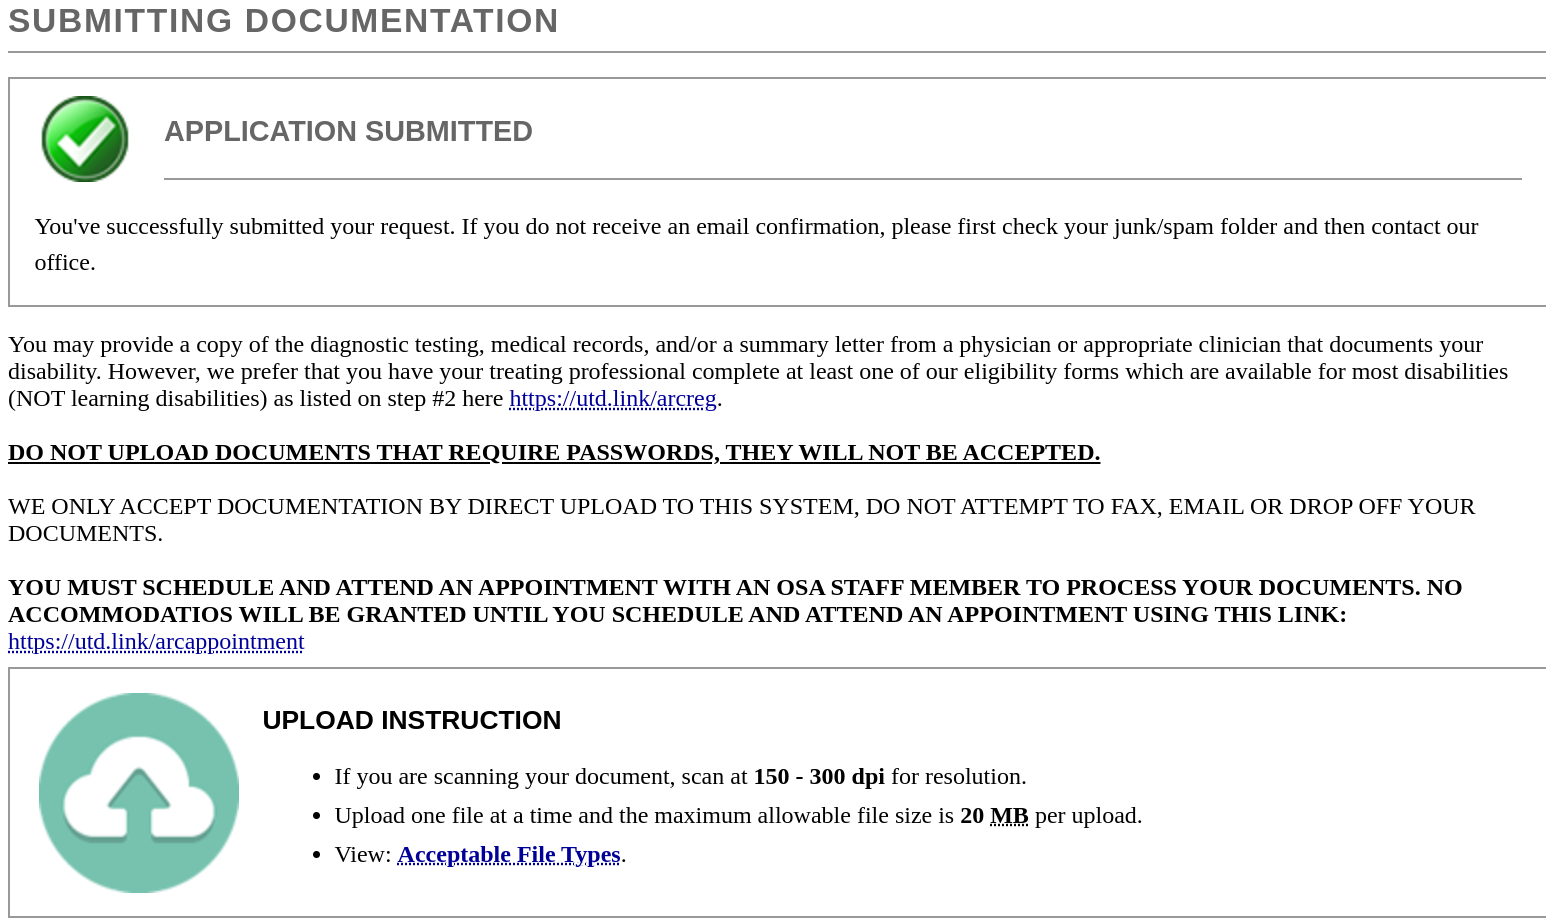 SUBMITTING DOCUMENTATION
APPLICATION SUBMITTED
You've successfully submitted your request. If you do not receive an email confirmation, please first check your junk/spam folder and then contact our
office.
You may provide a copy of the diagnostic testing, medical records, and/or a summary letter from a physician or appropriate clinician that documents your
disability. However, we prefer that you have your treating professional complete at least one of our eligibility forms which are available for most disabilities
(NOT learning disabilities) as listed on step #2 here https://utd.link/arcreg.
DO NOT UPLOAD DOCUMENTS THAT REQUIRE PASSWORDS, THEY WILL NOT BE ACCEPTED.
WE ONLY ACCEPT DOCUMENTATION BY DIRECT UPLOAD TO THIS SYSTEM, DO NOT ATTEMPT TO FAX, EMAIL OR DROP OFF YOUR
DOCUMENTS.
YOU MUST SCHEDULE AND ATTEND AN APPOINTMENT WITH AN OSA STAFF MEMBER TO PROCESS YOUR DOCUMENTS. NO
ACCOMMODATIOS WILL BE GRANTED UNTIL YOU SCHEDULE AND ATTEND AN APPOINTMENT USING THIS LINK:
https://utd.link/arcappointment
UPLOAD INSTRUCTION
• If you are scanning your document, scan at 150 - 300 dpi for resolution.
• Upload one file at a time and the maximum allowable file size is 20 MB per upload.
• View: Acceptable File Types.